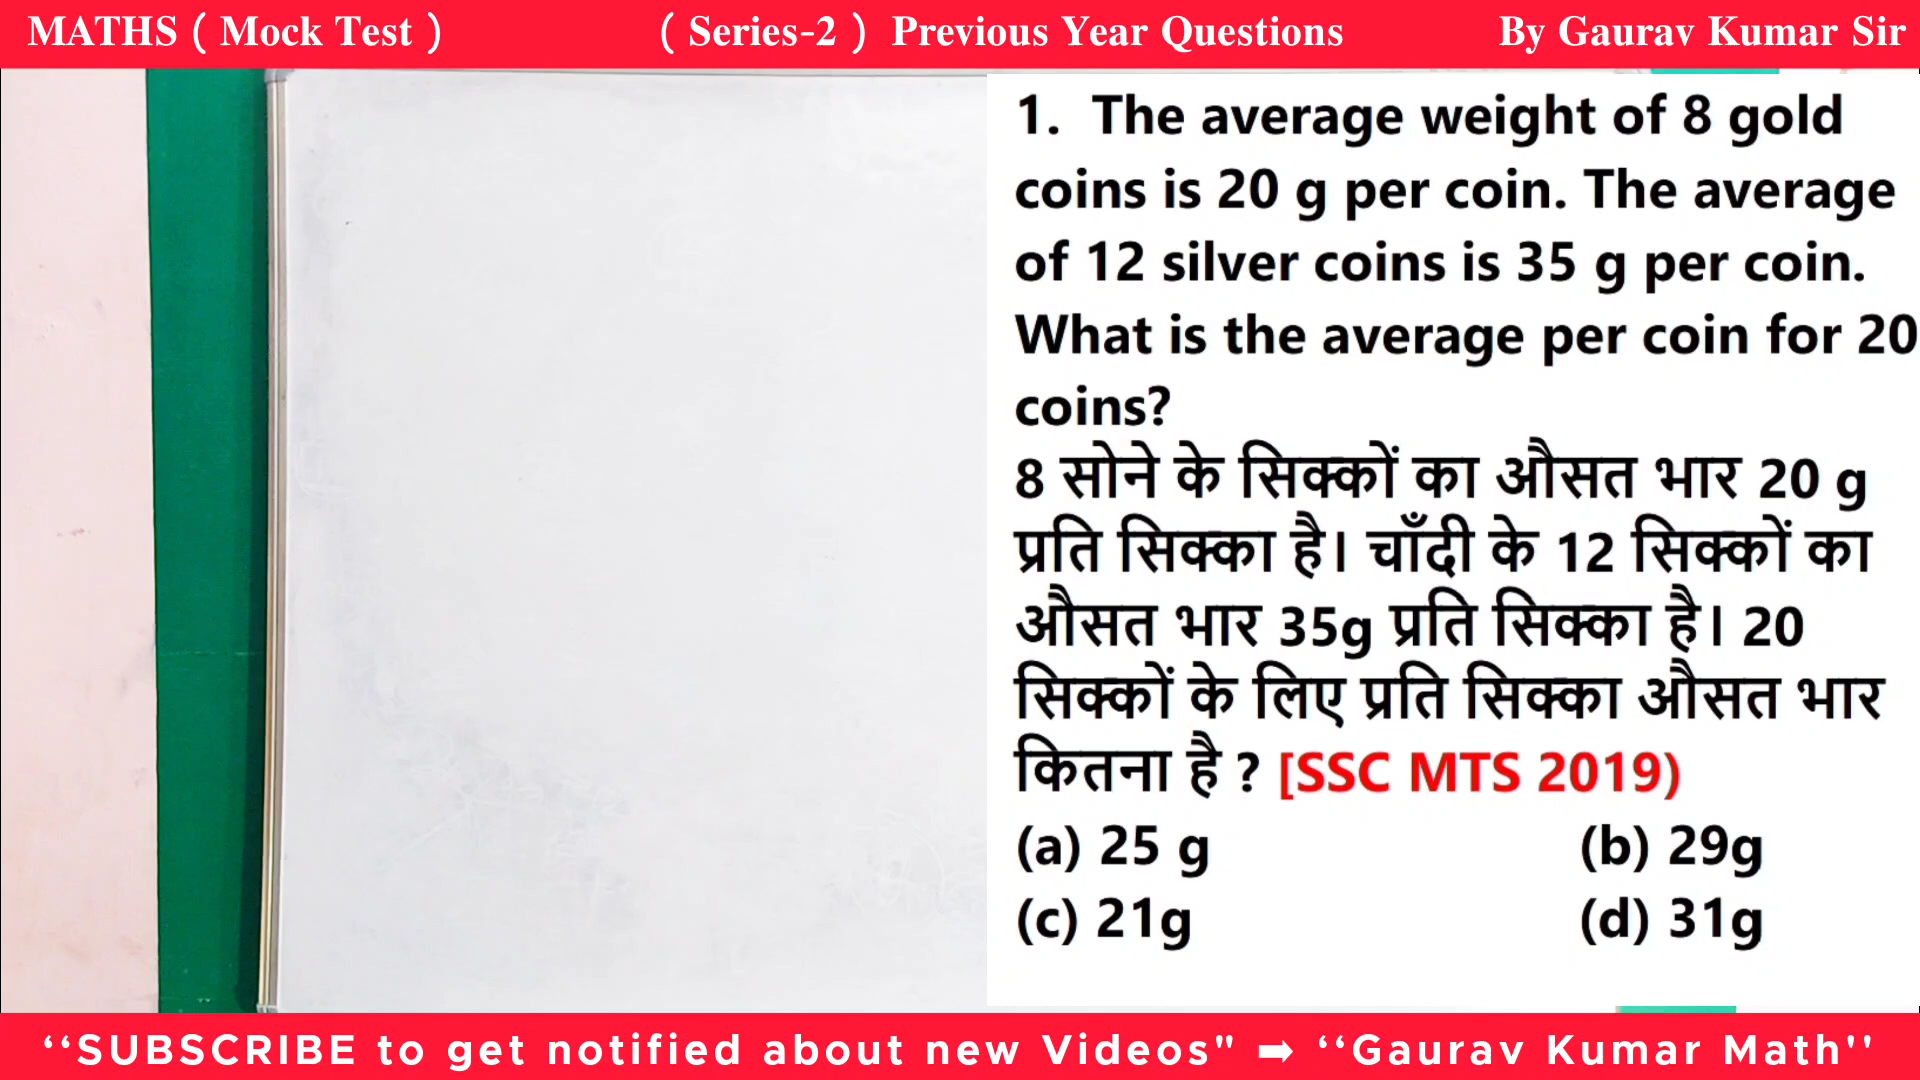 MATHS ( Mock Test ) ( Series-2 ) Previous Year Questions By Gaurav Kumar Sir
1. The average weight of 8 gold
coins is 20 g per coin. The average
of 12 silver coins is 35 g per coin.
What is the average per coin for 20
coins?
8 सोने के सिक्कों का औसत भार 20 g
प्रति सिक्का है। चाँदी के 12 सिक्कों का
औसत भार 35g प्रति सिक्का है। 20
सिक्कों के लिए प्रति सिक्का औसत भार
कितना है ? [SSC MTS 2019)
(a) 25 g (b) 29g
(c) 21g (d) 31g
‘‘SUBSCRIBE to get notified about new Videos" ➡ ‘‘Gaurav Kumar Math''